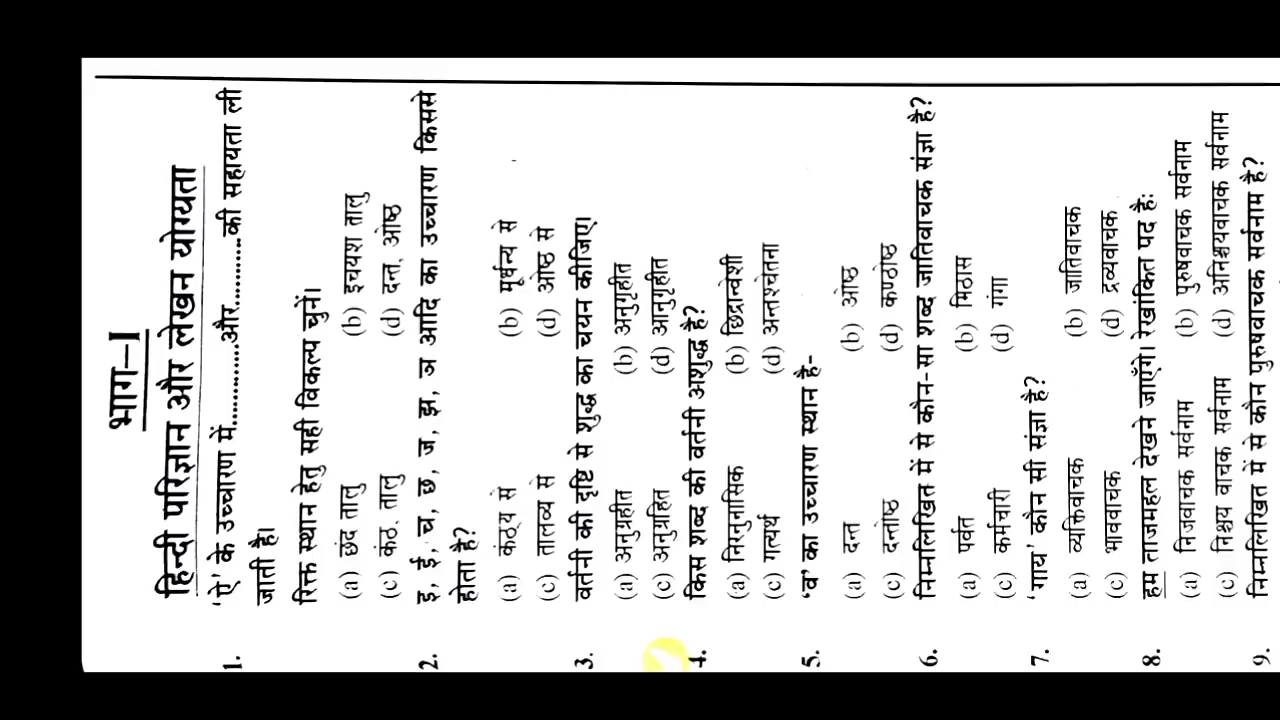 भाग–I
हिन्दी परिज्ञान और लेखन योग्यता
1. 'ऐ' के उच्चारण में..............और............की सहायता ली
जाती है।
रिक्त स्थान हेतु सही विकल्प चुनें।
(a) छंद तालु (b) इचयश तालु
(c) कंठ, तालु (d) दन्त, ओष्ठ
2. इ, ई, च, छ, ज, झ, ञ आदि का उच्चारण किससे
होता है?
(a) कंठ्य से (b) मूर्धन्य से
(c) तालव्य से (d) ओष्ठ से
3. वर्तनी की दृष्टि से शुद्ध का चयन कीजिए।
(a) अनुग्रहीत (b) अनुगृहीत
(c) अनुग्रहित (d) आनुगृहीत
4. किस शब्द की वर्तनी अशुद्ध है?
(a) निरनुनासिक (b) छिद्रान्वेशी
(c) गत्यर्थ (d) अन्तश्चेतना
5. 'व' का उच्चारण स्थान है-
(a) दन्त (b) ओष्ठ
(c) दन्तोष्ठ (d) कण्ठोष्ठ
6. निम्नलिखित में से कौन-सा शब्द जातिवाचक संज्ञा है?
(a) पर्वत (b) मिठास
(c) कर्मचारी (d) गंगा
7. 'गाय' कौन सी संज्ञा है?
(a) व्यक्तिवाचक (b) जातिवाचक
(c) भाववाचक (d) द्रव्यवाचक
8. हम ताजमहल देखने जाएँगे। रेखांकित पद है:
(a) निजवाचक सर्वनाम (b) पुरुषवाचक सर्वनाम
(c) निश्चय वाचक सर्वनाम (d) अनिश्चयवाचक सर्वनाम
9. निम्नलिखित में से कौन पुरुषवाचक सर्वनाम है?